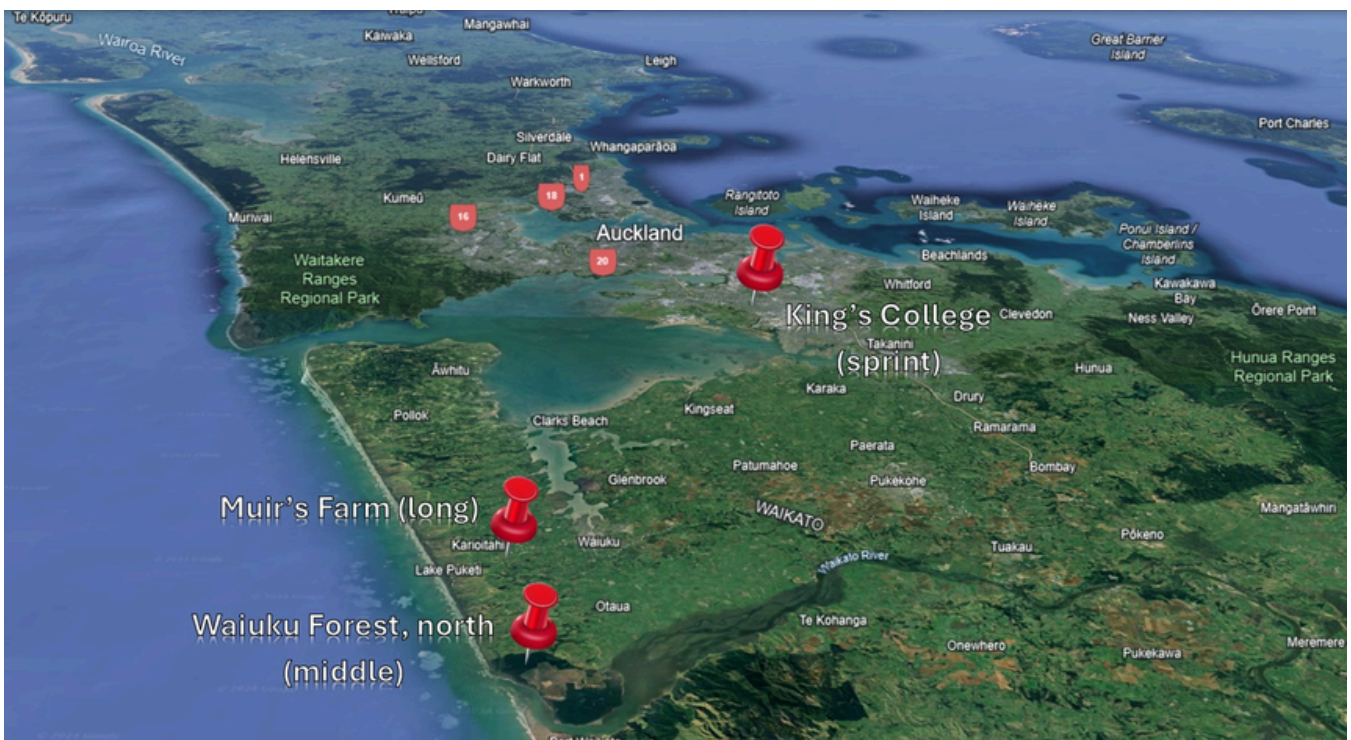 Te Kōpuru
Mangawhai
Wairoa River
Kaiwaka
Wellsford
Leigh
Great Barrier
Island
Warkworth
Port Charles
Silverdale
Whangaparāoa
Dairy Flat
Helensville
1
18
Kumeū
16
Rangitoto
Island
Waiheke
Island
Waiheke
Island
Muriwai
Auckland
Ponui Island /
Chamberlins
Island
20
Beachlands
Waitakere
Ranges
Regional Park
Whitford
Kawakawa
Bay
King's College
(sprint)
Clevedon
Ness Valley
Ōrere Point
Takanini
Hunua Ranges
Regional Park
Āwhitu
Hunua
Karaka
Drury
Pollok
Kingseat
Clarks Beach
Ramarama
Paerata
Patumahoe
Bombay
Glenbrook
Pukekohe
Muir's Farm (long)
WAIKATO
Mangatāwhiri
Karioitahi
Waiuku
Tuakau
Pōkeno
Lake Puketi
Waikato River
Otaua
Waiuku Forest, north
(middle)
Te Kohanga
Onewhero
Pukekawa
Meremere